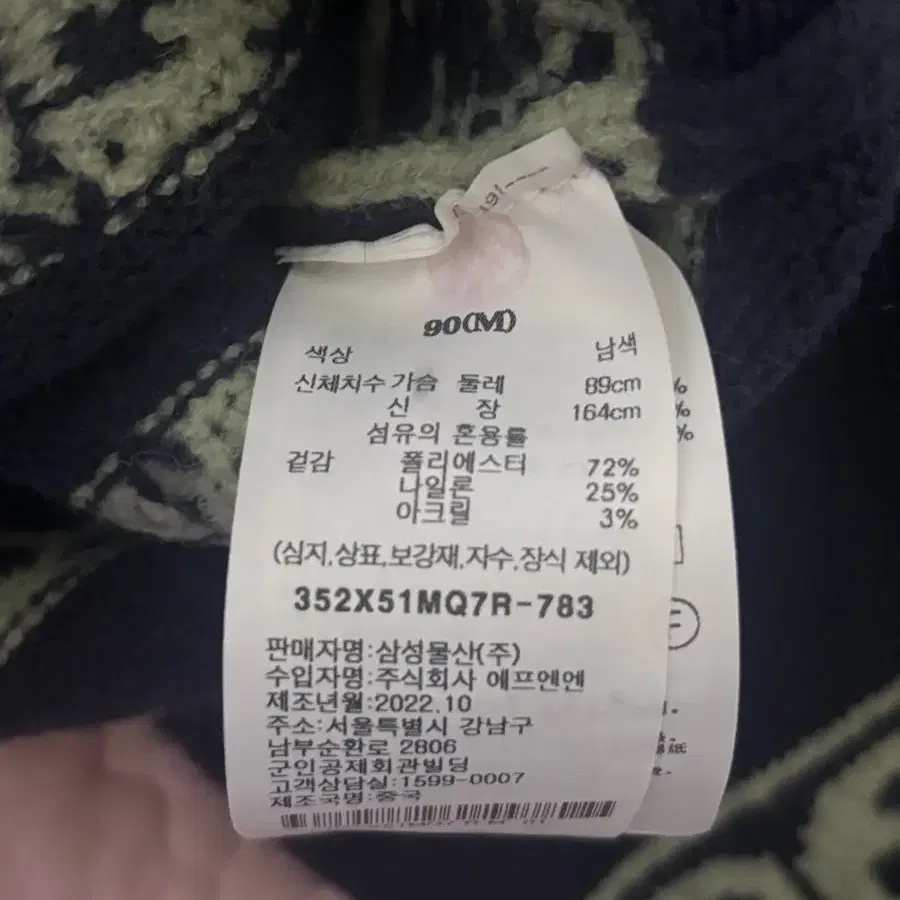 90(M)
색상 남색
신체치수 가슴 둘레 89cm
신 장 164cm
섬유의 혼용률
겉감 폴리에스터 72%
나일론 25%
아크릴 3%
(심지,상표,보강재,자수,장식 제외)
352X51MQ7R-783
판매자명:삼성물산(주)
수입자명:주식회사 에프엔엔
제조년월:2022.10
주소:서울특별시 강남구
남부순환로 2806
군인공제회관빌딩
고객상담실:1599-0007
제조국명:중국
%
%
%
F